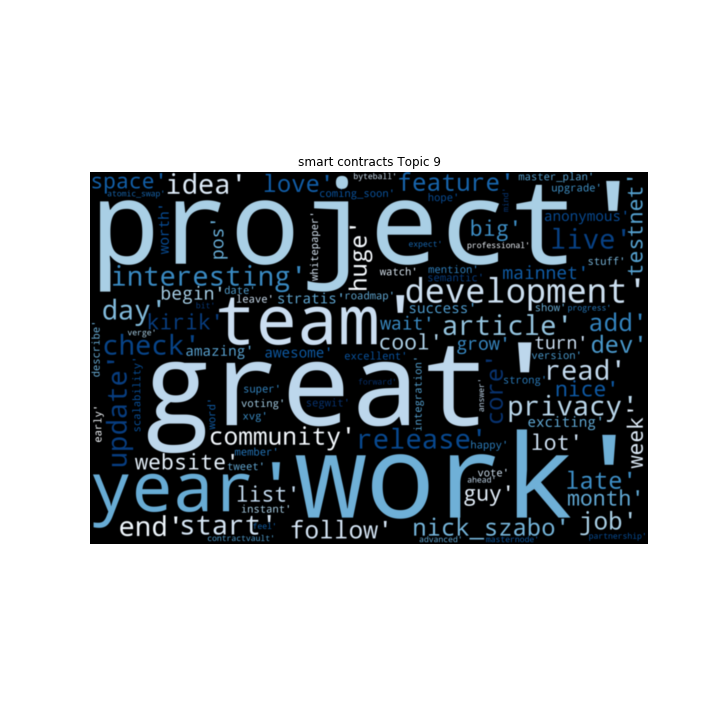 smart contracts Topic 9
space' idea' love' feature' byteball' master_plan'
atomic_swap' coming_soon' hope' upgrade'
project'
worth' pos' whitepaper' huge' big' anonymous' live' testnet'
expect' professional' stuff'
interesting' watch' mention' mainnet'
semantic'
begin' date' leave' stratis' roadmap' development'
day' team' success' show' progress'
kirik' wait' article' add'
verge' check' amazing' awesome' excellent' cool' grow' turn' dev'
describe' version'
great' forward' integration' core' strong' read'
update' scalability' super' nice'
word' voting' segwit' answer' privacy'
early' xvg' exciting'
community' release' happy' lot' week'
website' member' tweet' vote' ahead'
year' work' late'
list' instant' guy' month'
end' start' feel' follow' nick_szabo' job'
contractvault' advanced' masternode' partnership'